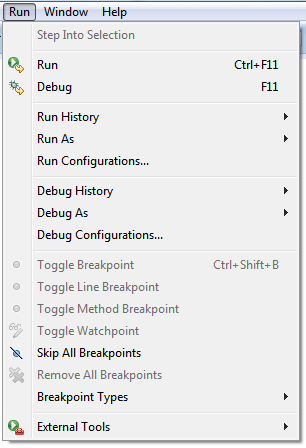 Run Window Help
Step Into Selection
Run Ctrl+F11
Debug F11
Run History
Run As
Run Configurations...
Debug History
Debug As
Debug Configurations...
Toggle Breakpoint Ctrl+Shift+B
Toggle Line Breakpoint
Toggle Method Breakpoint
Toggle Watchpoint
Skip All Breakpoints
Remove All Breakpoints
Breakpoint Types
External Tools